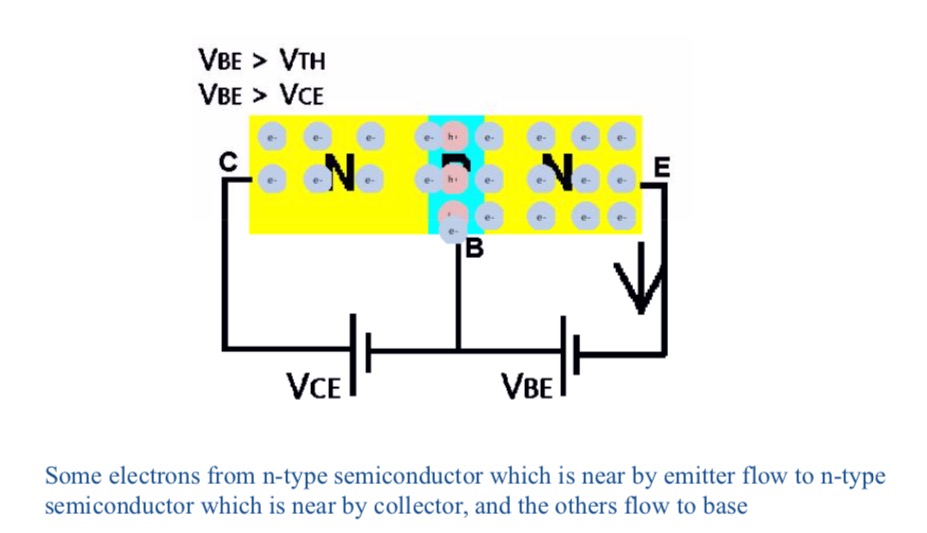 VBE > VTH
VBE > VCE
C
N
N
E
e- e- e- e- h+ e- e- e- e-
e- e- e- e- h+ e- e- e- e-
e- e- e- e-
e-
B
VCE
VBE
Some electrons from n-type semiconductor which is near by emitter flow to n-type
semiconductor which is near by collector, and the others flow to base